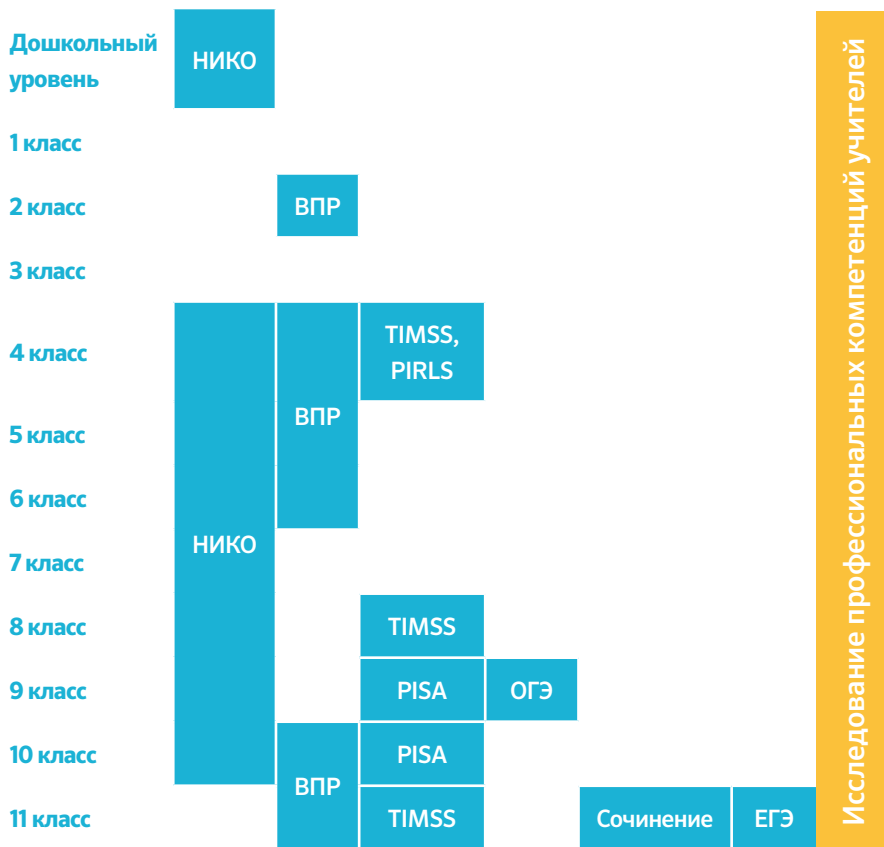 Дошкольный
уровень
НИКО
1 класс
2 класс
ВПР
3 класс
4 класс
TIMSS,
PIRLS
ВПР
5 класс
6 класс
НИКО
7 класс
8 класс
TIMSS
9 класс
PISA
ОГЭ
10 класс
PISA
ВПР
11 класс
TIMSS
Сочинение
ЕГЭ
Исследование профессиональных компетенций учителей